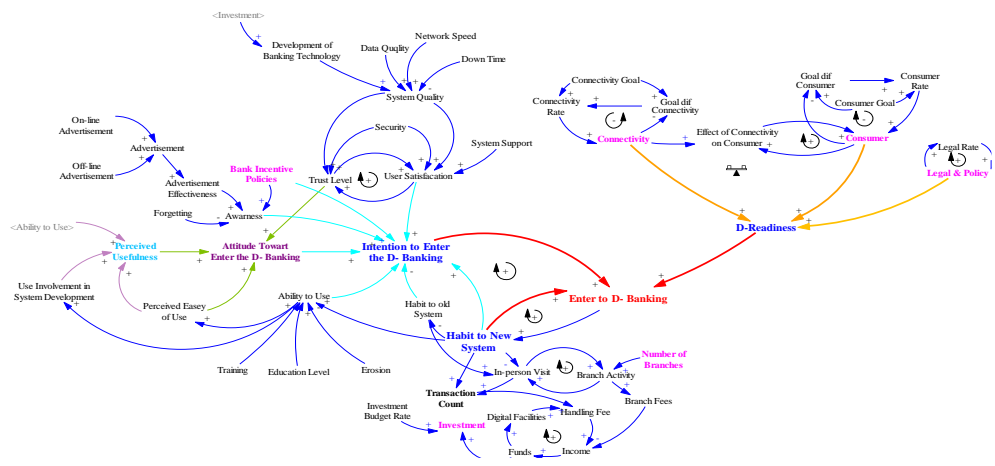 <Investment>
Development of
Banking Technology
Data Quqlity
Network Speed
Down Time
System Quality
Security
System Support
Trust Level
User Satisfacation
On-line
Advertisement
Off-line
Advertisement
Advertisement
Advertisement
Effectiveness
Forgetting
Awarness
Bank Incentive
Policies
<Ability to Use>
Perceived
Usefulness
Attitude Towart
Enter the D- Banking
Intention to Enter
the D- Banking
Use Involvement in
System Development
Perceived Easey
of Use
Ability to Use
Habit to old
System
Training
Education Level
Erosion
Habit to New
System
Enter to D- Banking
D-Readiness
Connectivity Goal
Connectivity
Rate
Goal dif
Connectivity
Connectivity
Effect of Connectivity
on Consumer
Goal dif
Consumer
Consumer
Rate
Consumer Goal
Consumer
Legal Rate
Legal & Policy
Number of
Branches
In-person Visit
Branch Activity
Branch Fees
Transaction
Count
Investment
Budget Rate
Investment
Digital Facilities
Handling Fee
Funds
Income